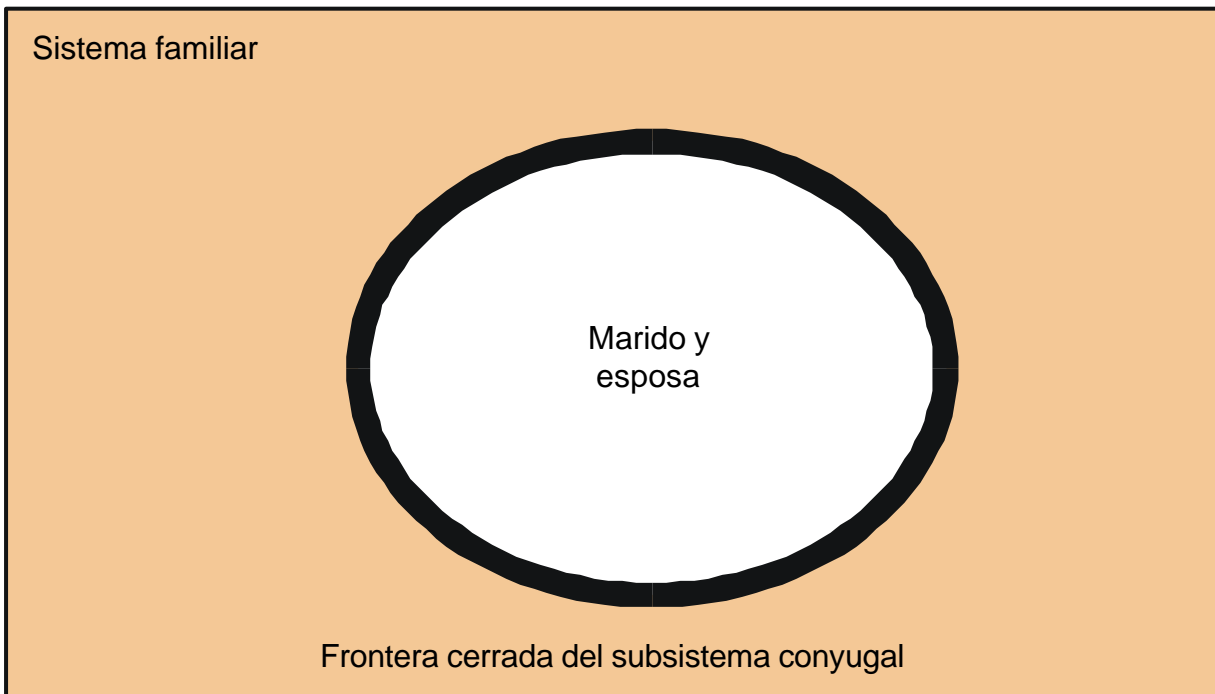 Sistema familiar
Marido y
esposa
Frontera cerrada del subsistema conyugal